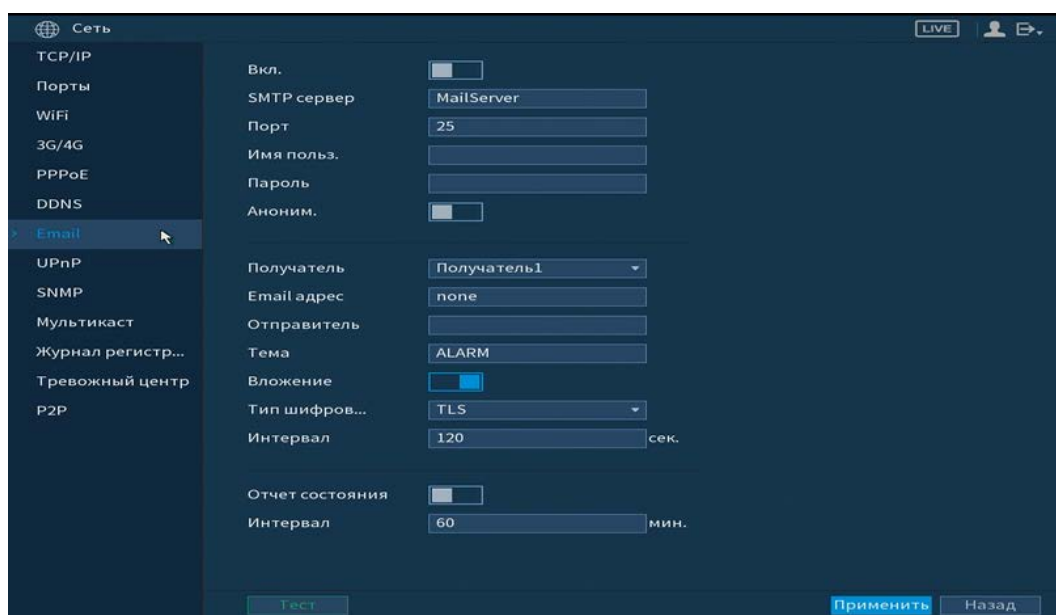 Сеть LIVE
TCP/IP
Порты
WiFi
3G/4G
PPPoE
DDNS
Email
UPnP
SNMP
Мультикаст
Журнал регистр...
Тревожный центр
P2P
Вкл.
SMTP сервер MailServer
Порт 25
Имя польз.
Пароль
Аноним.
Получатель Получатель1
Email адрес none
Отправитель
Тема ALARM
Вложение
Тип шифров... TLS
Интервал 120 сек.
Отчет состояния
Интервал 60 мин.
Тест Применить Назад